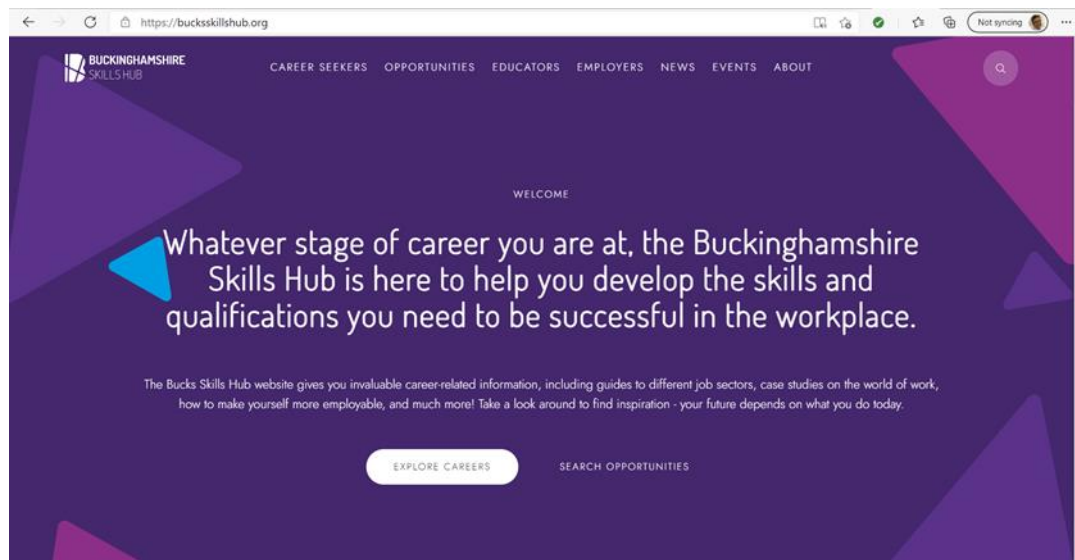 https://bucksskillshub.org
Not syncing
BUCKINGHAMSHIRE
SKILLS HUB
CAREER SEEKERS OPPORTUNITIES EDUCATORS EMPLOYERS NEWS EVENTS ABOUT
WELCOME
Whatever stage of career you are at, the Buckinghamshire
Skills Hub is here to help you develop the skills and
qualifications you need to be successful in the workplace.
The Bucks Skills Hub website gives you invaluable career-related information, including guides to different job sectors, case studies on the world of work,
how to make yourself more employable, and much more! Take a look around to find inspiration - your future depends on what you do today.
EXPLORE CAREERS
SEARCH OPPORTUNITIES